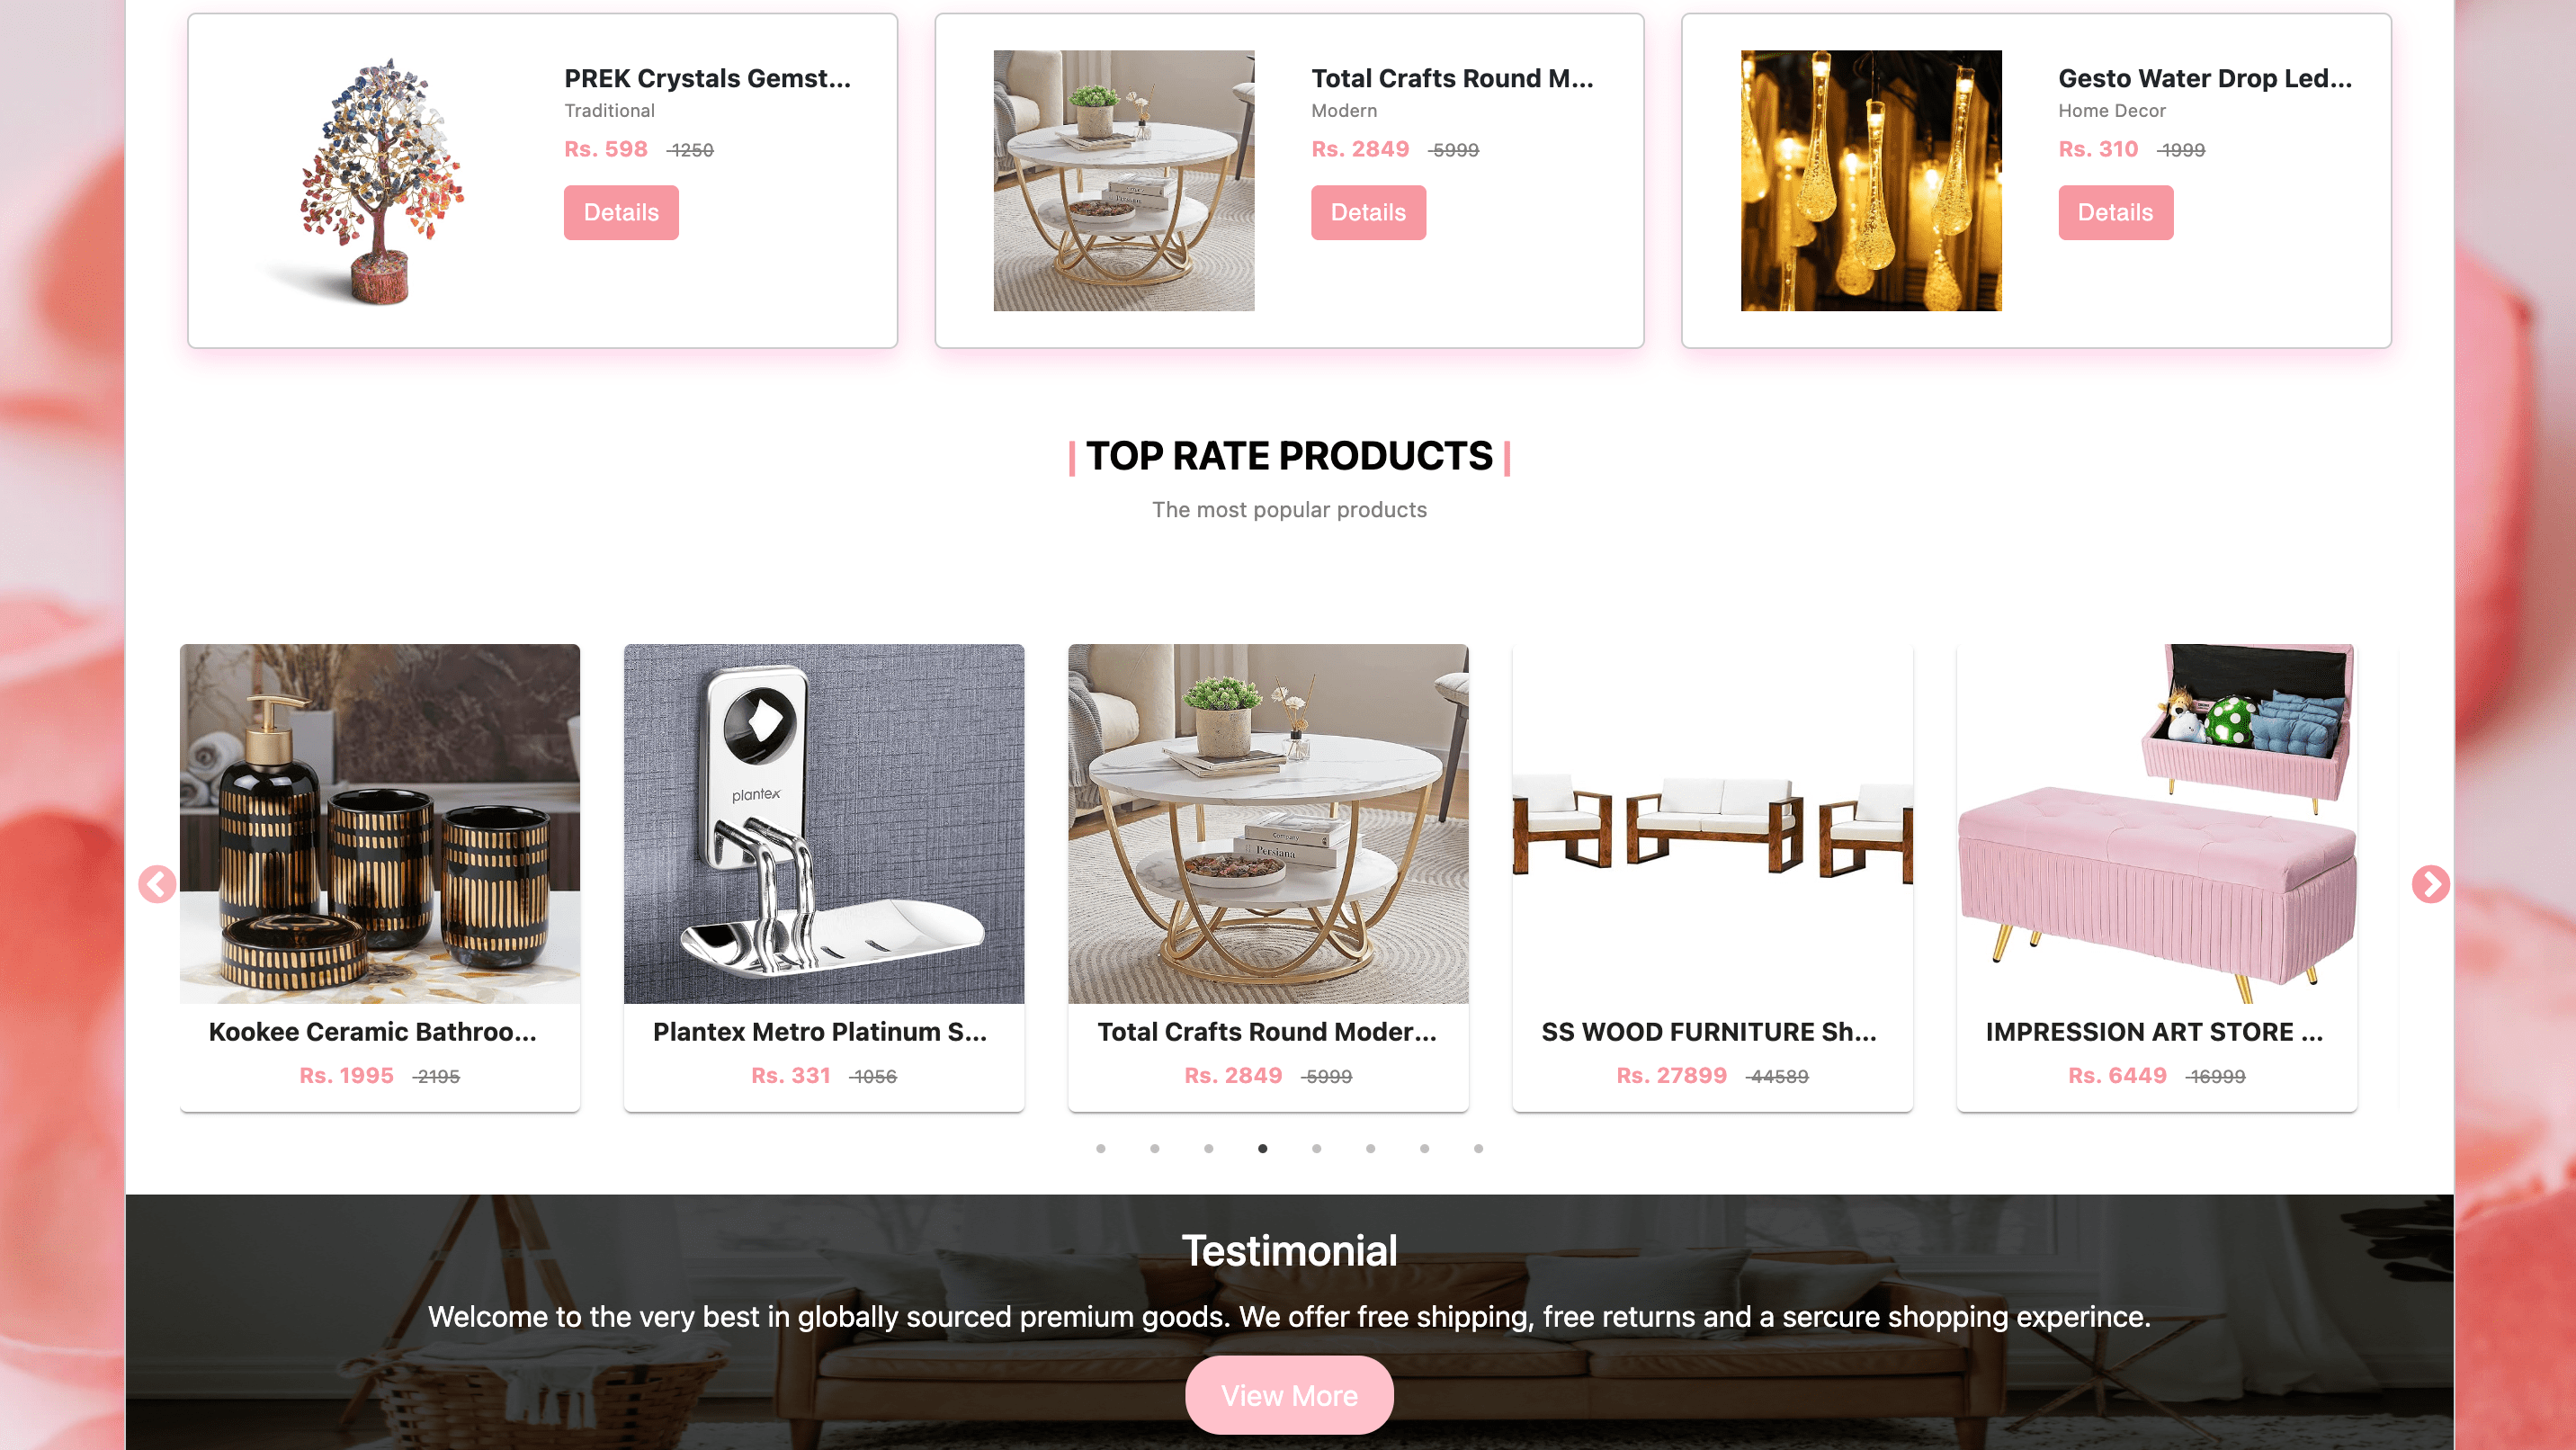 PREK Crystals Gemst...
Traditional
Rs. 598 1250
Details
Total Crafts Round M...
Modern
Rs. 2849 5999
Details
Gesto Water Drop Led...
Home Decor
Rs. 310 1999
Details
| TOP RATE PRODUCTS |
The most popular products
plantex
Company
Persiana
Kookee Ceramic Bathroo...
Rs. 1995 2195
Plantex Metro Platinum S...
Rs. 331 1056
Total Crafts Round Moder...
Rs. 2849 5999
SS WOOD FURNITURE Sh...
Rs. 27899 44589
IMPRESSION ART STORE ...
Rs. 6449 16999
Testimonial
Welcome to the very best in globally sourced premium goods. We offer free shipping, free returns and a sercure shopping experince.
View More